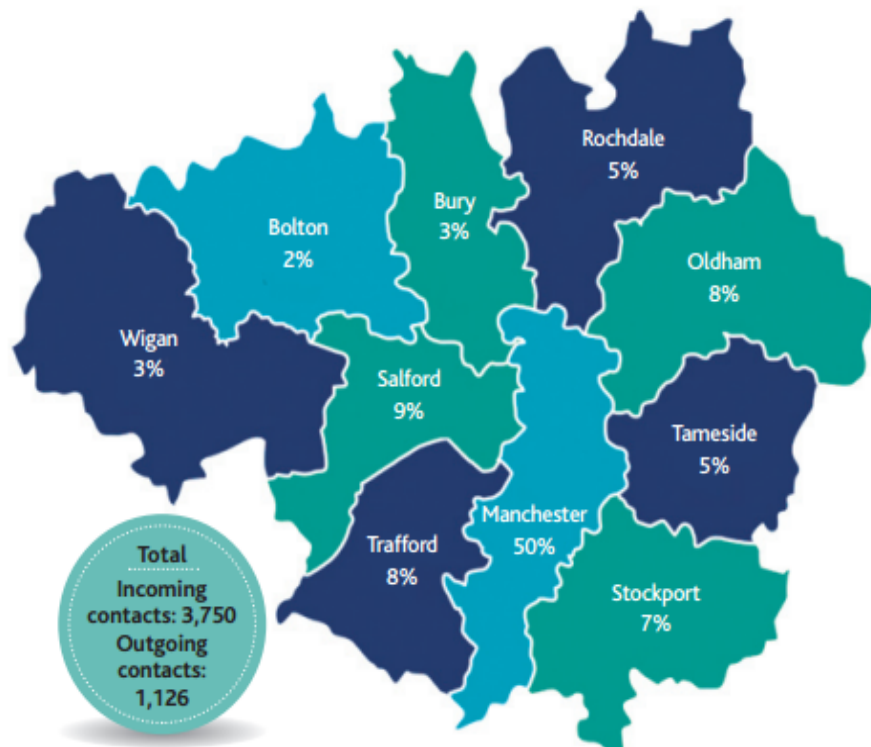 Rochdale
5%
Bury
3%
Bolton
2%
Oldham
8%
Wigan
3%
Salford
9%
Tameside
5%
Manchester
50%
Trafford
8%
Stockport
7%
Total
Incoming
contacts: 3,750
Outgoing
contacts:
1,126